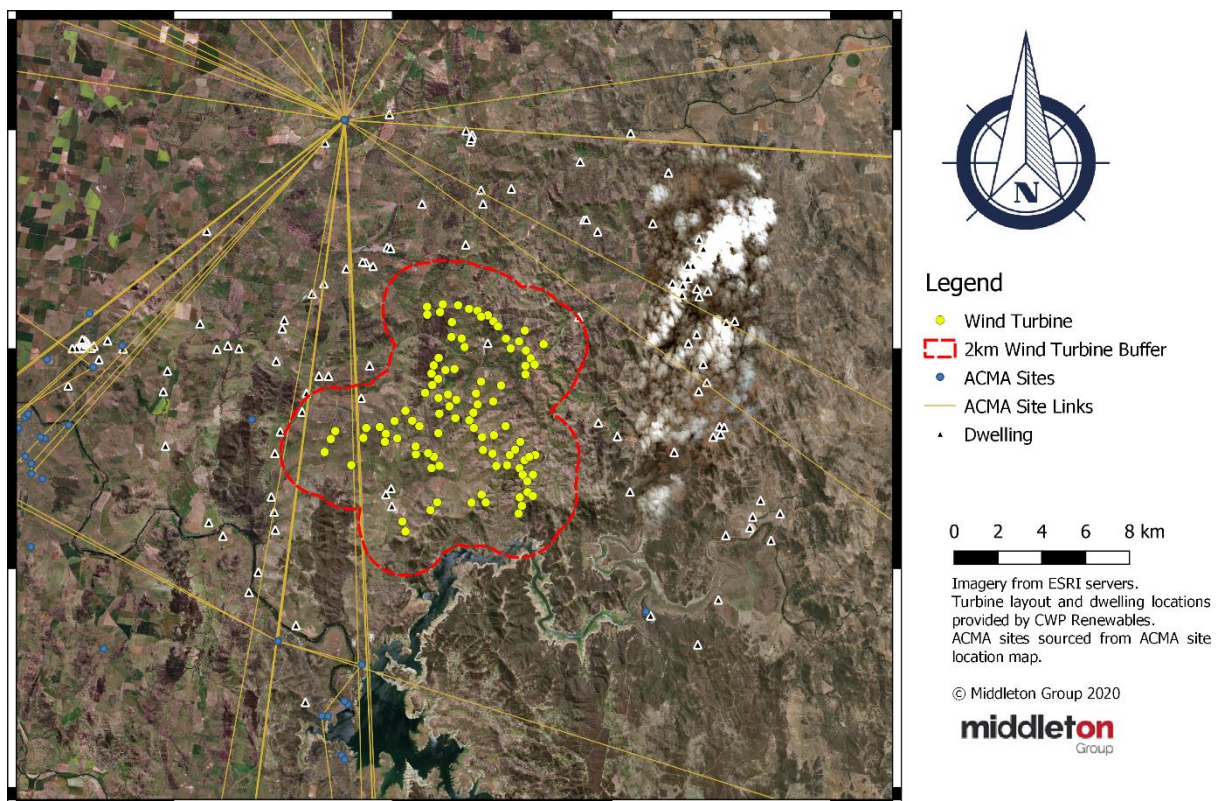 N
Legend
Wind Turbine
2km Wind Turbine Buffer
ACMA Sites
ACMA Site Links
Dwelling
0 2 4 6 8 km
Imagery from ESRI servers.
Turbine layout and dwelling locations
provided by CWP Renewables.
ACMA sites sourced from ACMA site
location map.
© Middleton Group 2020
middleton
Group